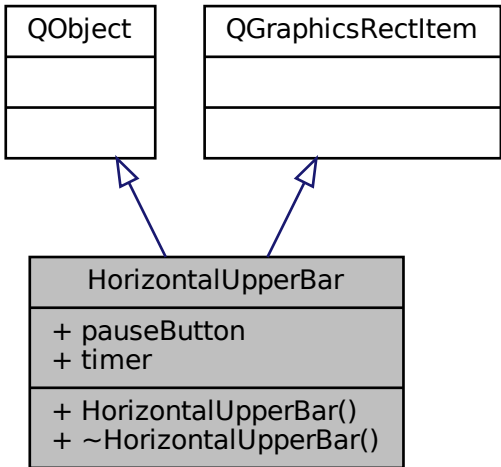 QObject
QGraphicsRectItem
HorizontalUpperBar
+ pauseButton
+ timer
+ HorizontalUpperBar()
+ ~HorizontalUpperBar()